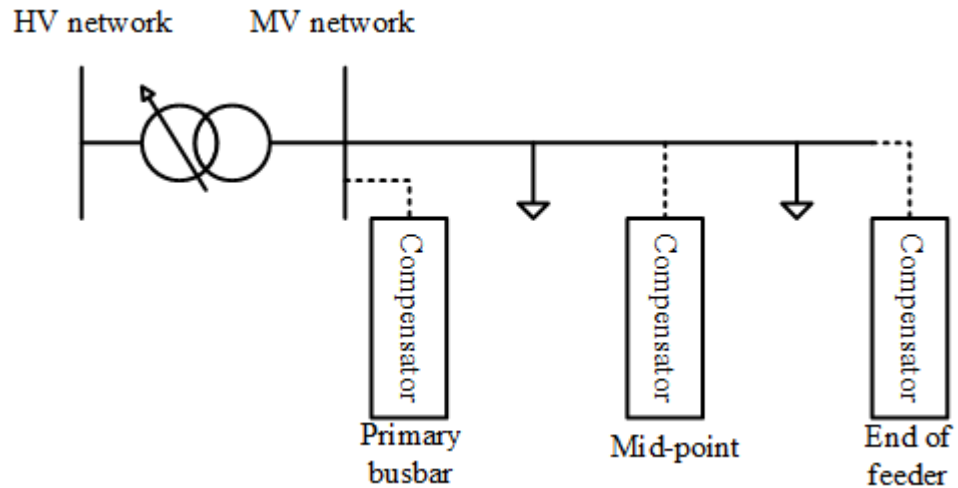 HV network
MV network
Compensator
Compensator
Compensator
Primary
busbar
Mid-point
End of
feeder